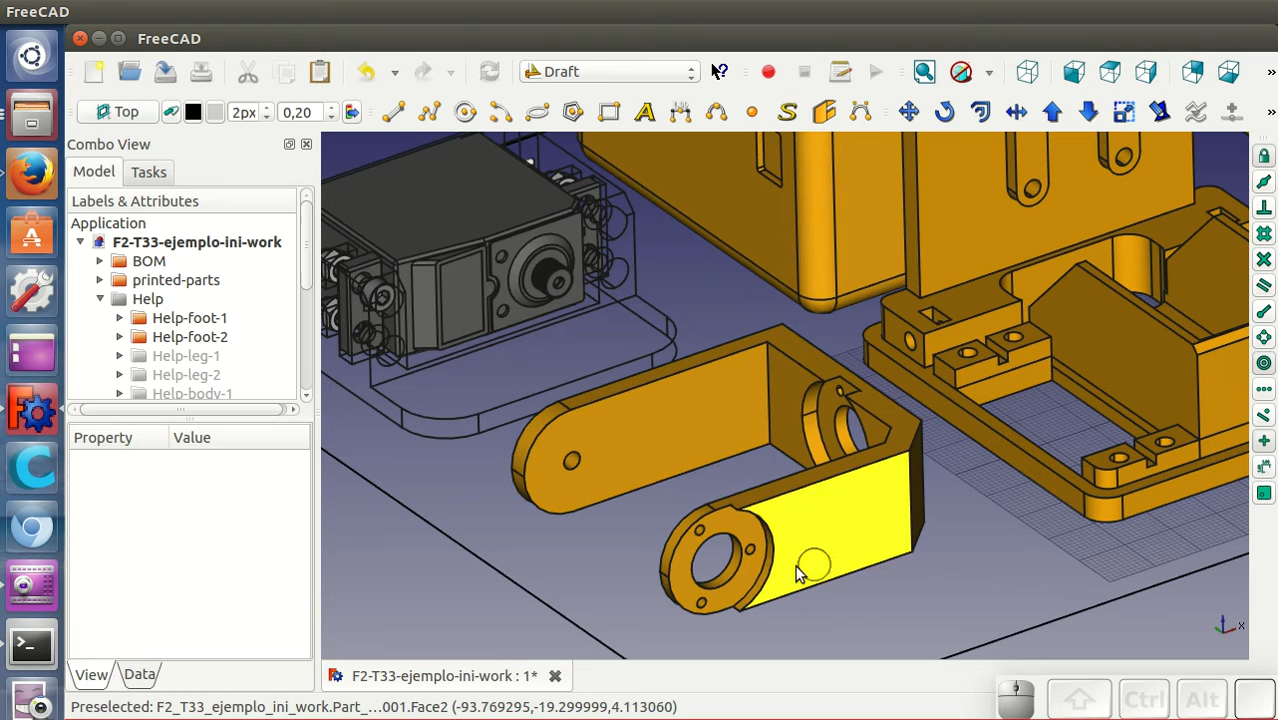 FreeCAD
FreeCAD
Draft
»
Top
2px
0,20
A
S
»
Combo View
Model
Tasks
Labels & Attributes
Application
F2-T33-ejemplo-ini-work
BOM
printed-parts
Help
Help-foot-1
Help-foot-2
Help-leg-1
Help-leg-2
Help-body-1
Property
Value
View
Data
x
F2-T33-ejemplo-ini-work : 1*
Preselected: F2_T33_ejemplo_ini_work.Part_...001.Face2 (-93.769295,-19.299999,4.113060)
Ctrl
Alt